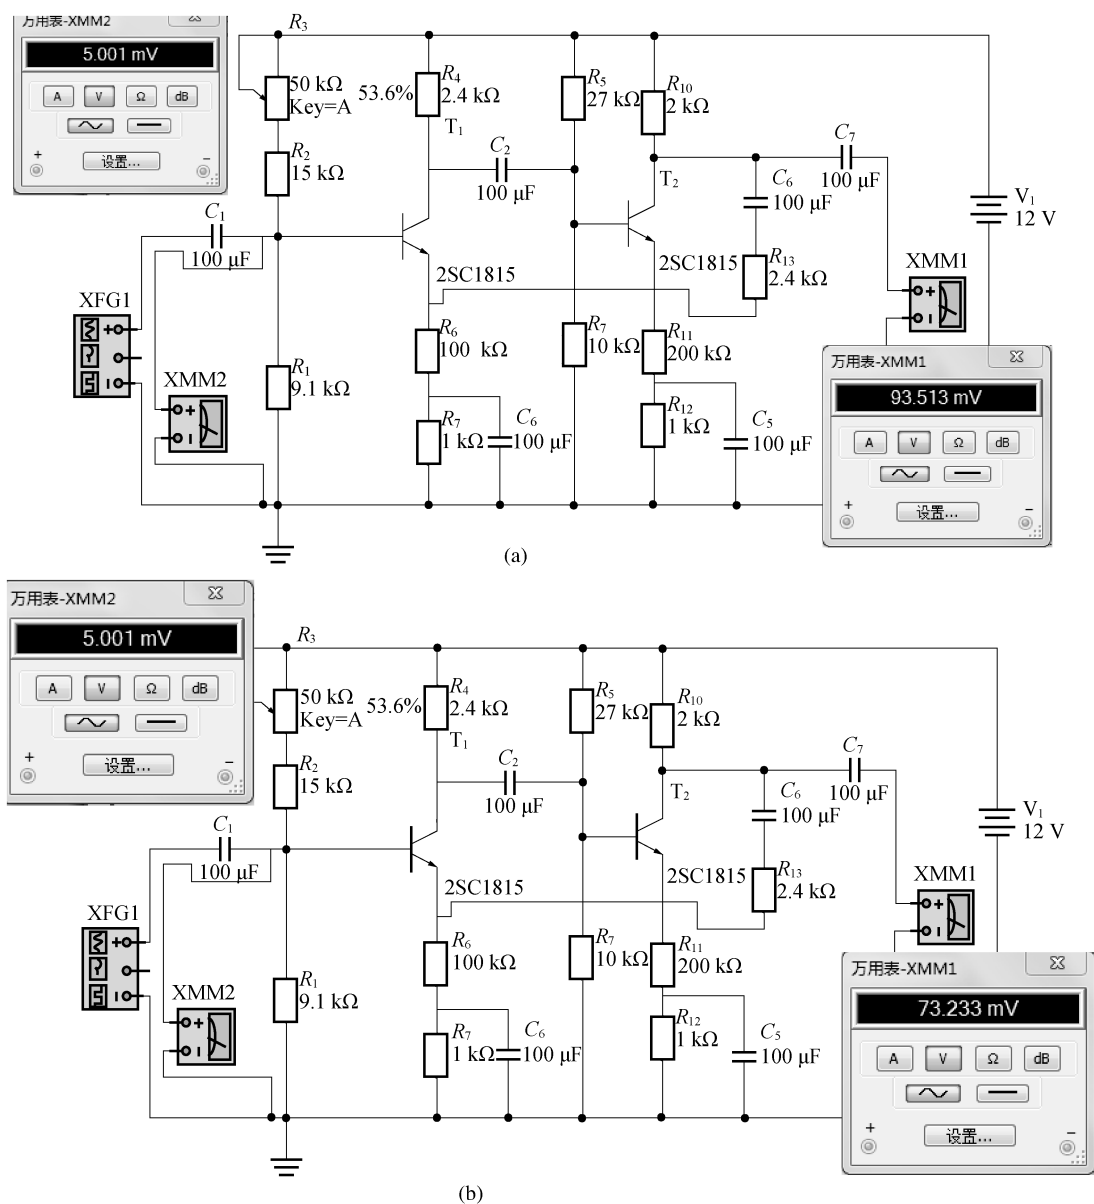 万用表-XMM2
5.001 mV
A V Ω dB
+ 设置... −
R3
50 kΩ
Key=A
53.6%
R4
2.4 kΩ
T1
R5
27 kΩ
R10
2 kΩ
R2
15 kΩ
C2
100 μF
C7
100 μF
T2
C6
100 μF
V1
12 V
C1
100 μF
2SC1815
2SC1815
R13
2.4 kΩ
XMM1
XFG1
R6
100 kΩ
R7
10 kΩ
R11
200 kΩ
R1
9.1 kΩ
XMM2
R7
1 kΩ
C6
100 μF
R12
1 kΩ
C5
100 μF
万用表-XMM1
93.513 mV
A V Ω dB
+ 设置... −
(a)
万用表-XMM2
5.001 mV
A V Ω dB
+ 设置... −
R3
50 kΩ
Key=A
53.6%
R4
2.4 kΩ
T1
R5
27 kΩ
R10
2 kΩ
R2
15 kΩ
C2
100 μF
C7
100 μF
T2
C6
100 μF
V1
12 V
C1
100 μF
2SC1815
2SC1815
R13
2.4 kΩ
XMM1
XFG1
R6
100 kΩ
R7
10 kΩ
R11
200 kΩ
R1
9.1 kΩ
XMM2
R7
1 kΩ
C6
100 μF
R12
1 kΩ
C5
100 μF
万用表-XMM1
73.233 mV
A V Ω dB
+ 设置... −
(b)